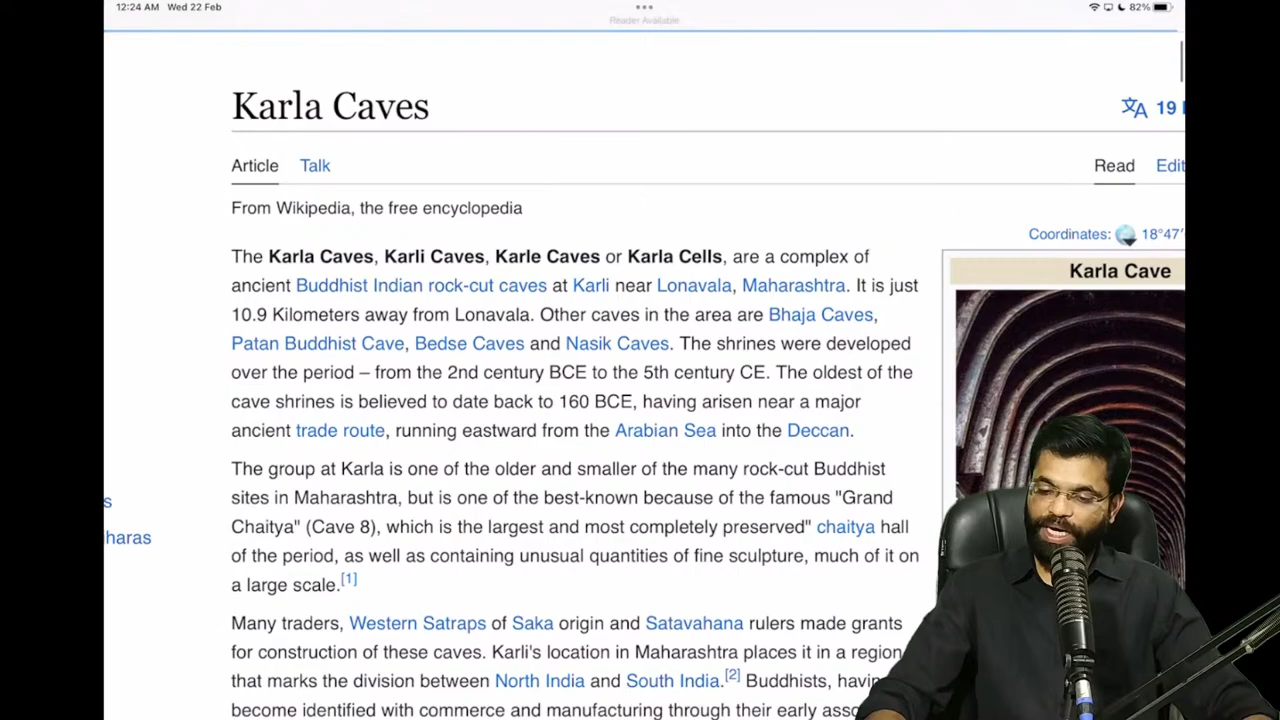 12:24 AM Wed 22 Feb
82%
Reader Available
Karla Caves
19
Article Talk
Read Edit
From Wikipedia, the free encyclopedia
Coordinates: 18°47′
The Karla Caves, Karli Caves, Karle Caves or Karla Cells, are a complex of
ancient Buddhist Indian rock-cut caves at Karli near Lonavala, Maharashtra. It is just
10.9 Kilometers away from Lonavala. Other caves in the area are Bhaja Caves,
Patan Buddhist Cave, Bedse Caves and Nasik Caves. The shrines were developed
over the period – from the 2nd century BCE to the 5th century CE. The oldest of the
cave shrines is believed to date back to 160 BCE, having arisen near a major
ancient trade route, running eastward from the Arabian Sea into the Deccan.
Karla Cave
The group at Karla is one of the older and smaller of the many rock-cut Buddhist
sites in Maharashtra, but is one of the best-known because of the famous "Grand
Chaitya" (Cave 8), which is the largest and most completely preserved" chaitya hall
of the period, as well as containing unusual quantities of fine sculpture, much of it on
a large scale.[1]
s
haras
Many traders, Western Satraps of Saka origin and Satavahana rulers made grants
for construction of these caves. Karli's location in Maharashtra places it in a region
that marks the division between North India and South India.[2] Buddhists, havin
become identified with commerce and manufacturing through their early asso